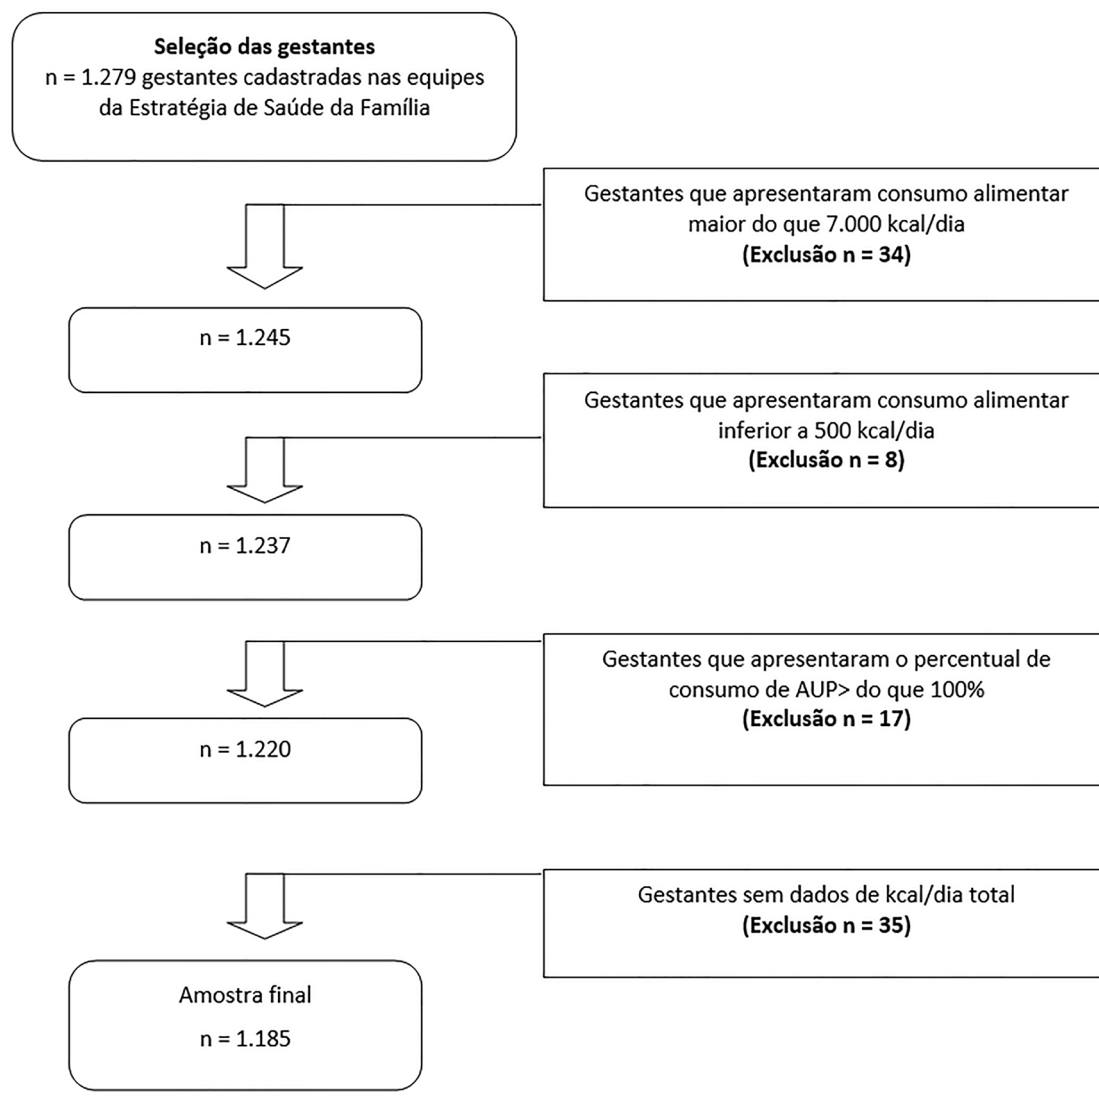 Seleção das gestantes
n = 1.279 gestantes cadastradas nas equipes
da Estratégia de Saúde da Família
Gestantes que apresentaram consumo alimentar
maior do que 7.000 kcal/dia
(Exclusão n = 34)
n = 1.245
Gestantes que apresentaram consumo alimentar
inferior a 500 kcal/dia
(Exclusão n = 8)
n = 1.237
Gestantes que apresentaram o percentual de
consumo de AUP> do que 100%
(Exclusão n = 17)
n = 1.220
Gestantes sem dados de kcal/dia total
(Exclusão n = 35)
Amostra final
n = 1.185